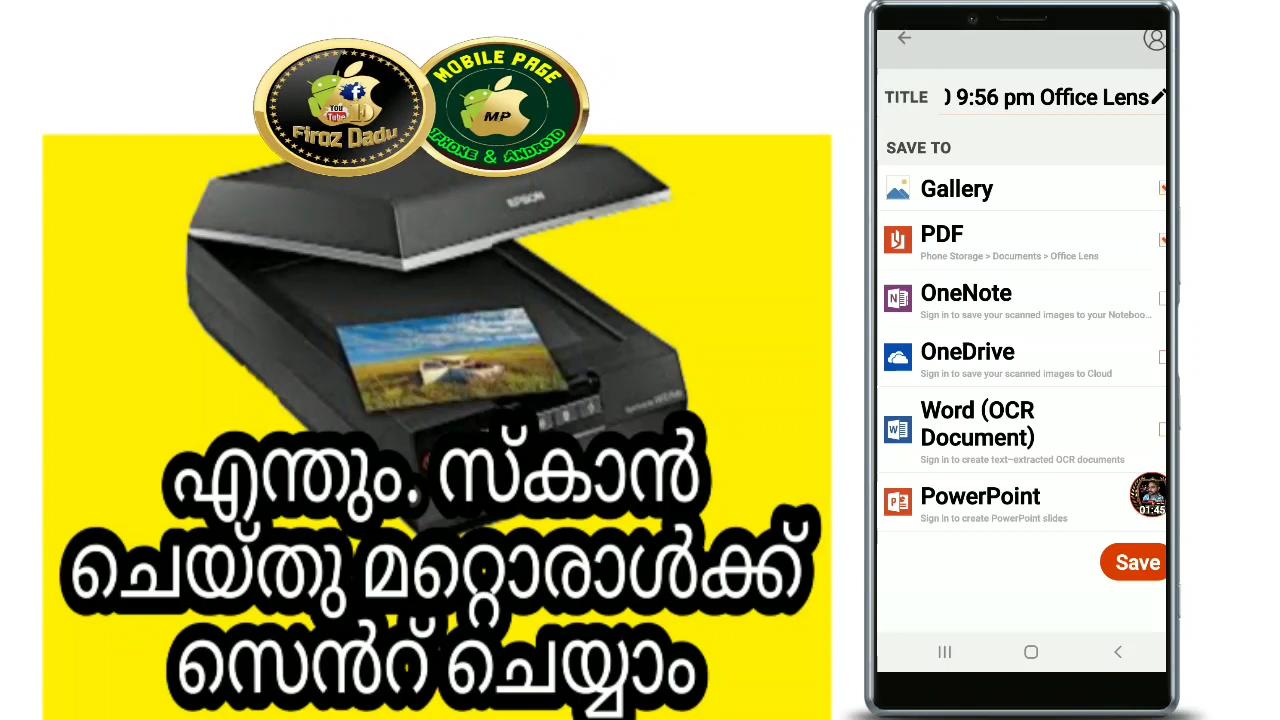 Firoz Dadu
You
Tube
MOBILE PAGE
MP
IPHONE & ANDROID
EPSON
എന്തും. സ്കാൻ
ചെയ്തു മറ്റൊരാൾക്ക്
സെൻറ് ചെയ്യാം
TITLE 9:56 pm Office Lens
SAVE TO
Gallery
PDF
Phone Storage > Documents > Office Lens
OneNote
Sign in to save your scanned images to your Noteboo...
OneDrive
Sign in to save your scanned images to Cloud
Word (OCR
Document)
Sign in to create text-extracted OCR documents
PowerPoint
Sign in to create PowerPoint slides
01:45
Save